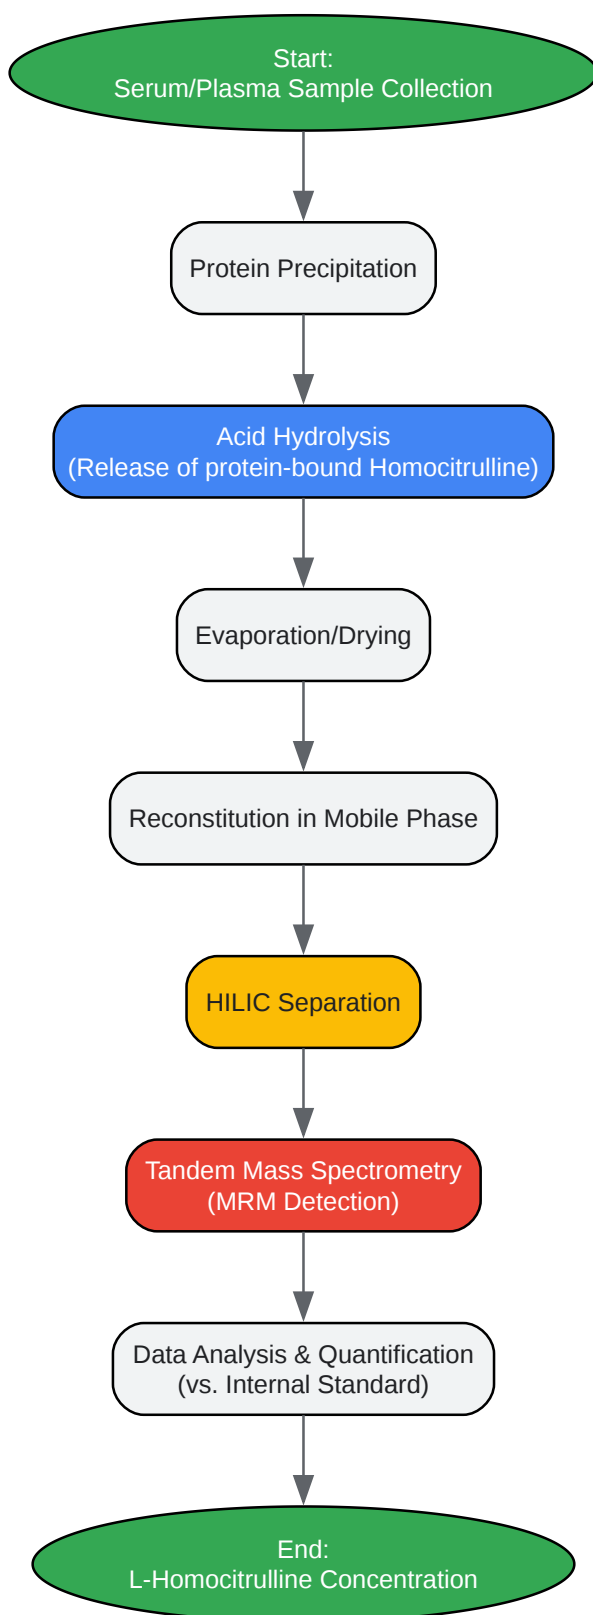 Start:
Serum/Plasma Sample Collection
Protein Precipitation
Acid Hydrolysis
(Release of protein-bound Homocitrulline)
Evaporation/Drying
Reconstitution in Mobile Phase
HILIC Separation
Tandem Mass Spectrometry
(MRM Detection)
Data Analysis & Quantification
(vs. Internal Standard)
End:
L-Homocitrulline Concentration